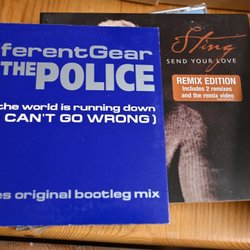 ferentGear
THE POLICE
the world is running down
CAN'T GO WRONG)
es original bootleg mix
Sting
SEND YOUR LOVE
REMIX EDITION
Includes 2 remixes
and the remix video